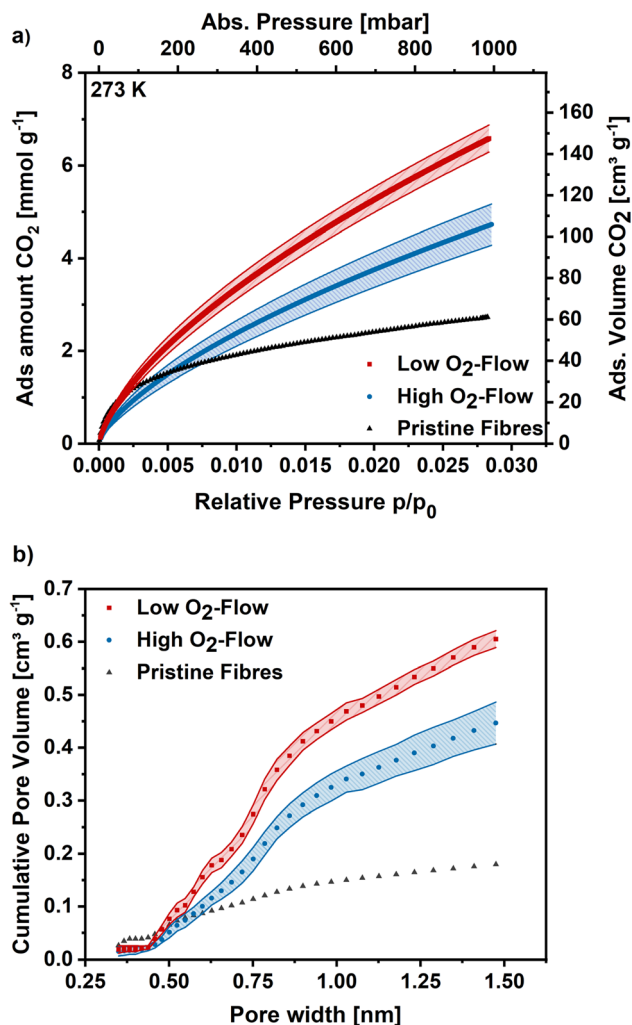 Abs. Pressure [mbar]
a)
0 200 400 600 800 1000
273 K
8
6
4
2
0
Ads amount CO₂ [mmol g⁻¹]
160
140
120
100
80
60
40
20
0
Ads. Volume CO₂ [cm³ g⁻¹]
Low O₂-Flow
High O₂-Flow
Pristine Fibres
0.000 0.005 0.010 0.015 0.020 0.025 0.030
Relative Pressure p/p₀
b)
0.7
0.6
0.5
0.4
0.3
0.2
0.1
0.0
Cumulative Pore Volume [cm³ g⁻¹]
Low O₂-Flow
High O₂-Flow
Pristine Fibres
0.25 0.50 0.75 1.00 1.25 1.50
Pore width [nm]